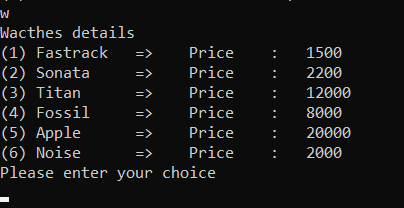 w
Wacthes details
(1) Fastrack   =>    Price    :   1500
(2) Sonata     =>    Price    :   2200
(3) Titan      =>    Price    :   12000
(4) Fossil     =>    Price    :   8000
(5) Apple      =>    Price    :   20000
(6) Noise      =>    Price    :   2000
Please enter your choice